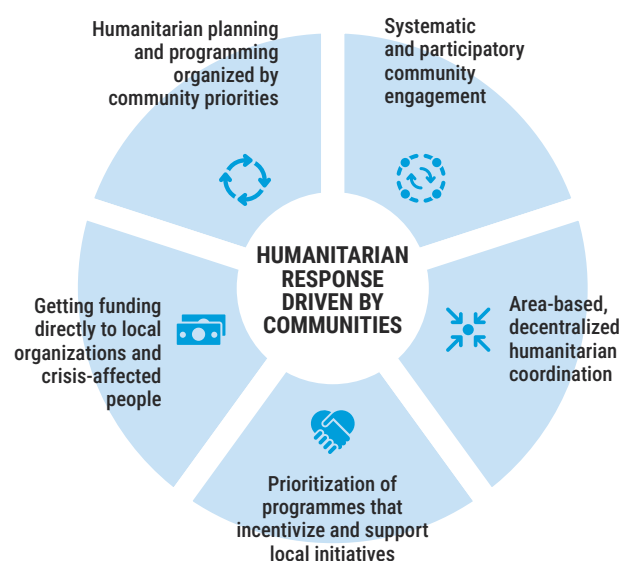 Humanitarian planning
and programming
organized by
community priorities
Systematic
and participatory
community
engagement
HUMANITARIAN
RESPONSE
DRIVEN BY
COMMUNITIES
Getting funding
directly to local
organizations and
crisis-affected
people
Area-based,
decentralized
humanitarian
coordination
Prioritization of
programmes that
incentivize and support
local initiatives